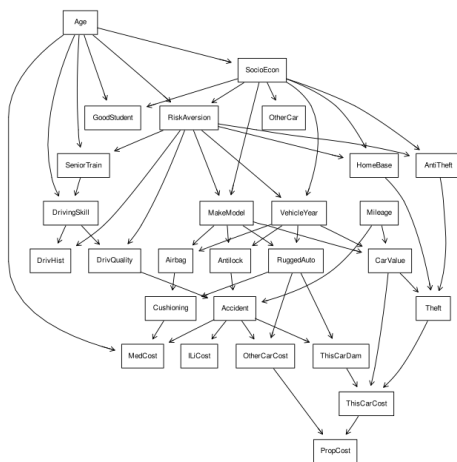 Age
SocioEcon
GoodStudent
RiskAversion
OtherCar
SeniorTrain
HomeBase
AntiTheft
DrivingSkill
MakeModel
VehicleYear
Mileage
DrivHist
DrivQuality
Airbag
Antilock
RuggedAuto
CarValue
Cushioning
Accident
Theft
MedCost
ILiCost
OtherCarCost
ThisCarDam
ThisCarCost
PropCost